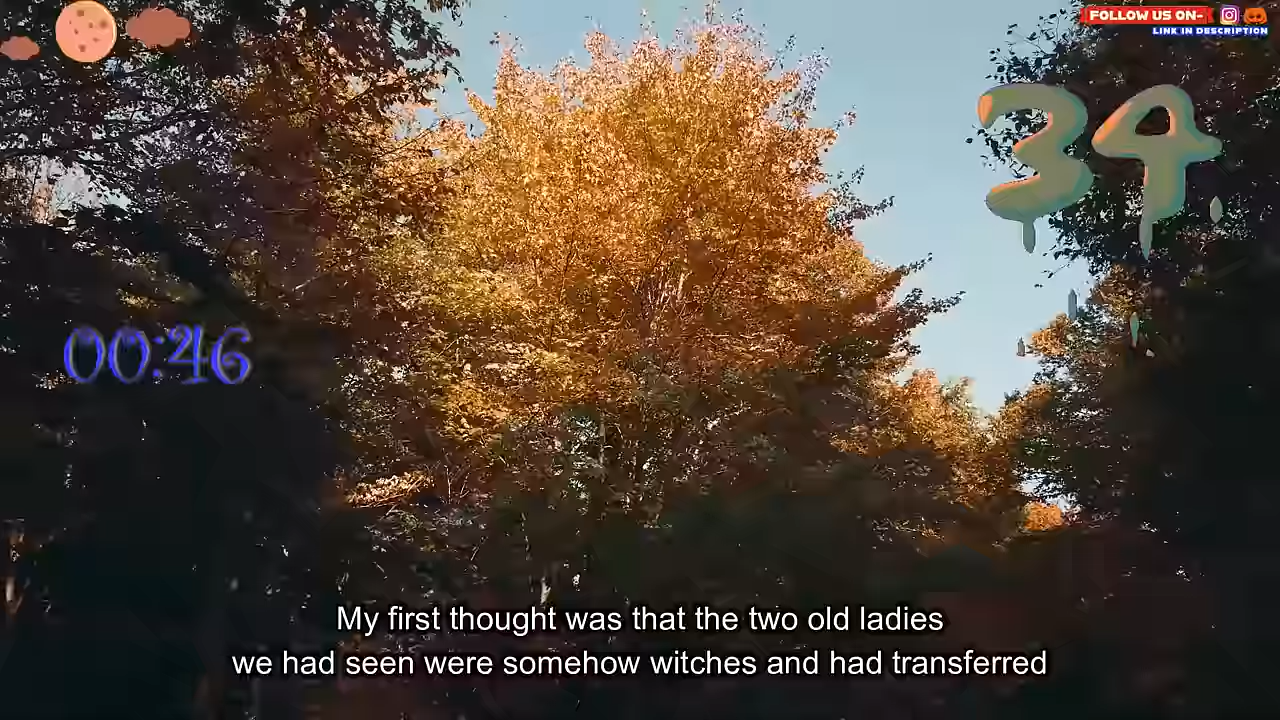 FOLLOW US ON-
LINK IN DESCRIPTION
34
00:46
My first thought was that the two old ladies
we had seen were somehow witches and had transferred